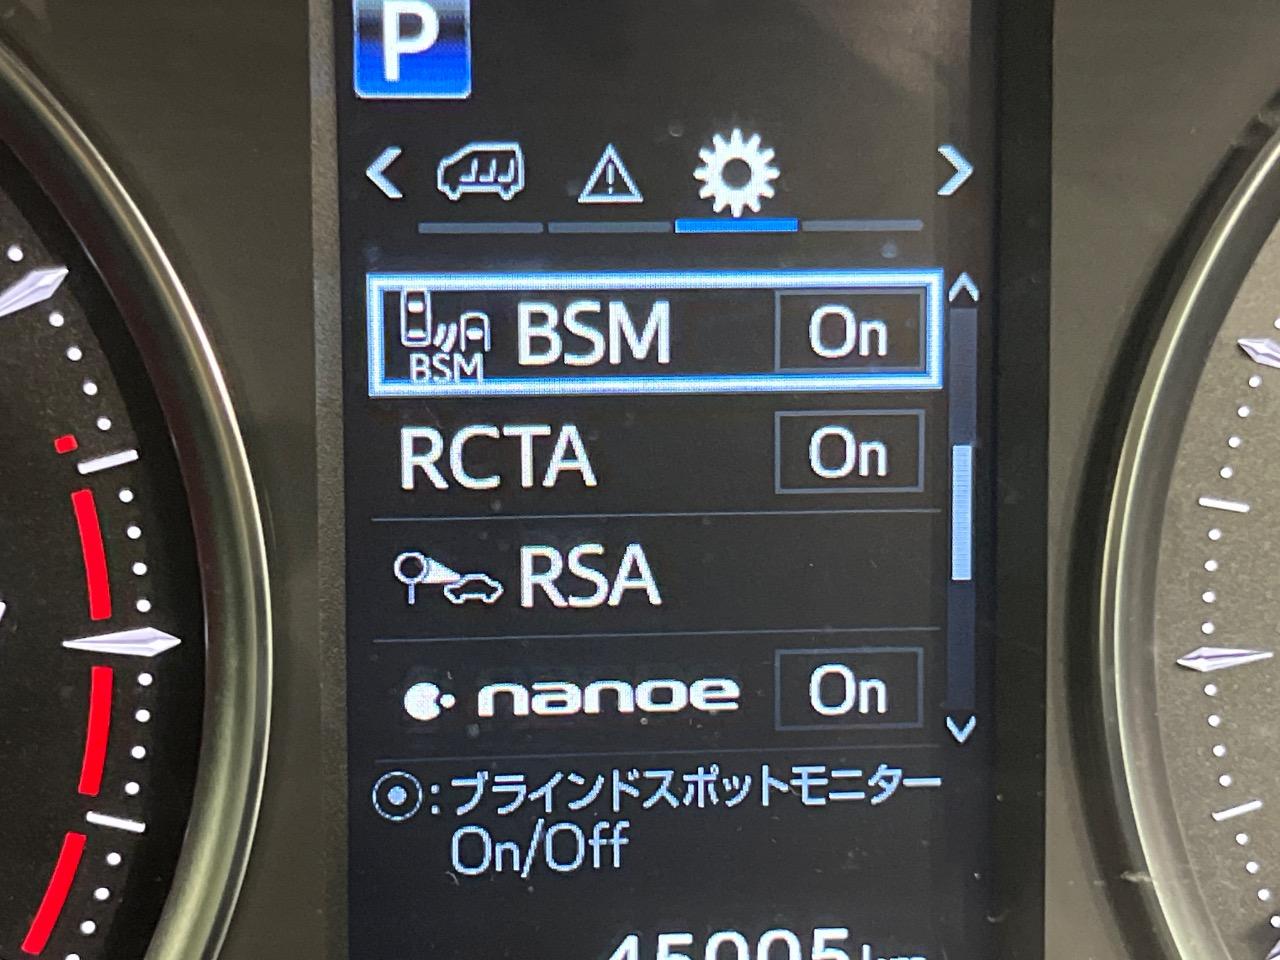 P
BSM BSM On
RCTA On
RSA
nanoe On
⦿:ブラインドスポットモニター
On/Off
45005km